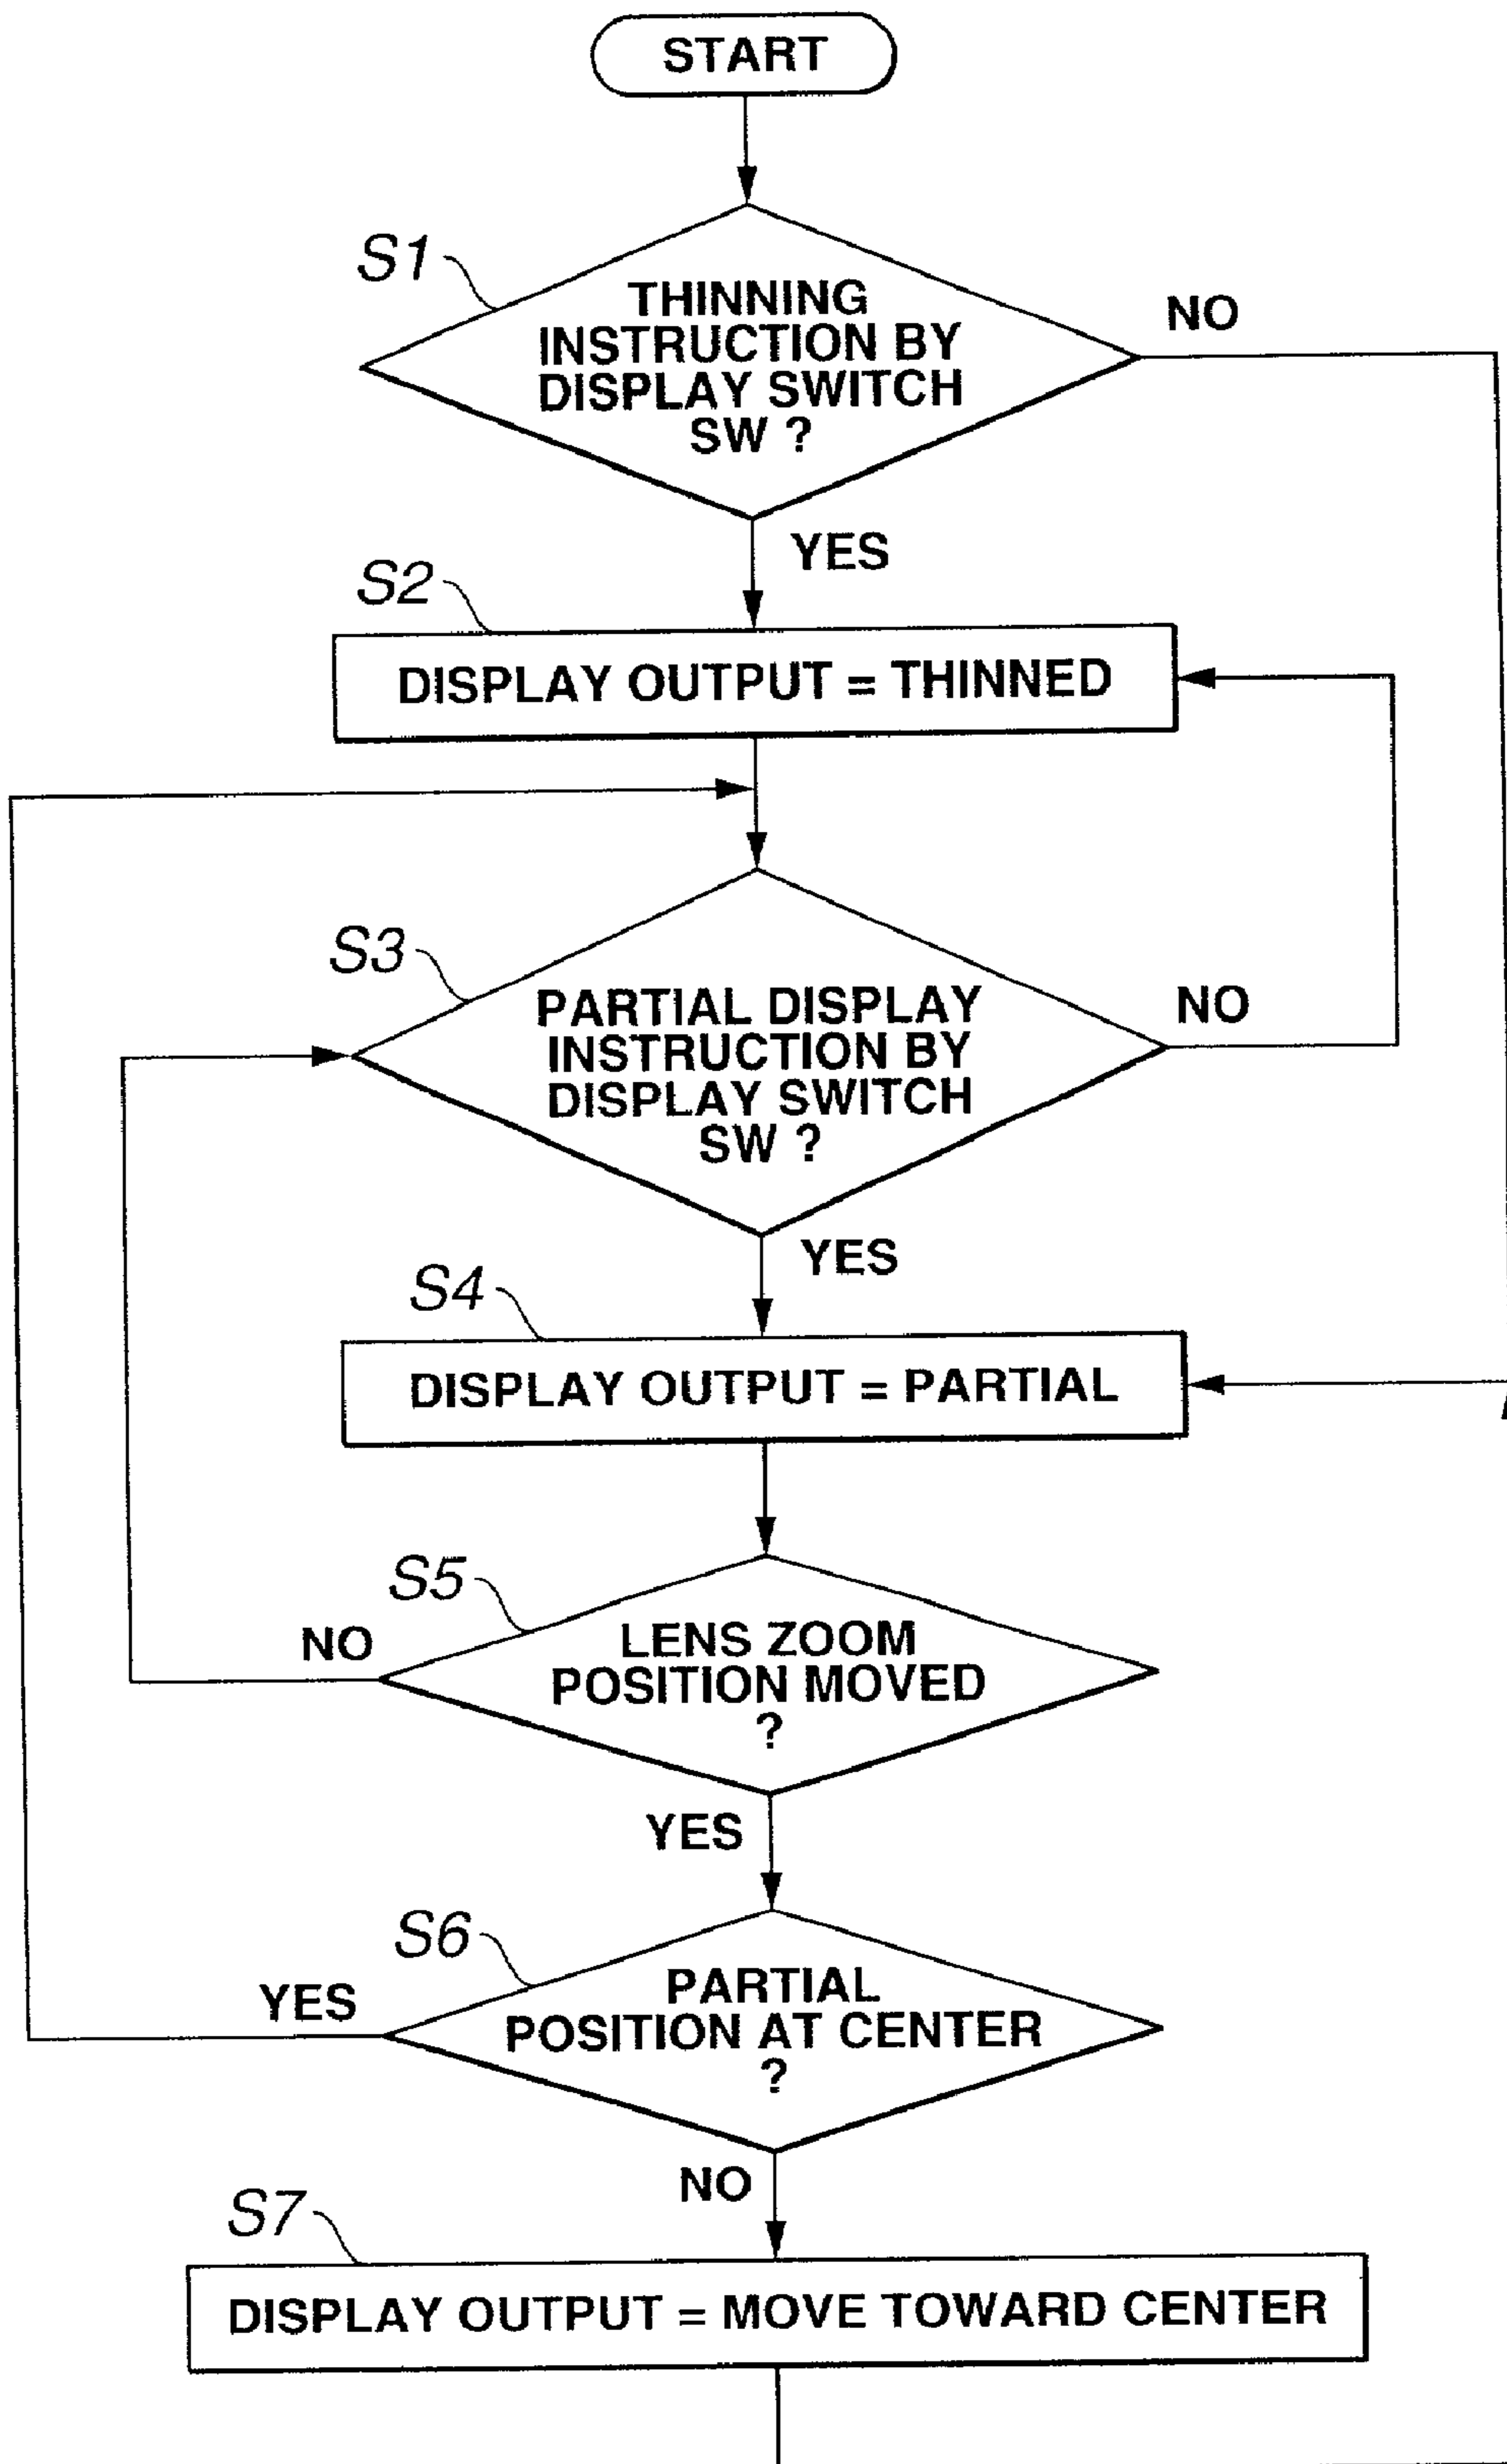 START
S1
THINNING
INSTRUCTION BY
DISPLAY SWITCH
SW ?
NO
YES
S2
DISPLAY OUTPUT = THINNED
S3
PARTIAL DISPLAY
INSTRUCTION BY
DISPLAY SWITCH
SW ?
NO
YES
S4
DISPLAY OUTPUT = PARTIAL
S5
LENS ZOOM
POSITION MOVED
?
NO
YES
S6
PARTIAL
POSITION AT CENTER
?
YES
NO
S7
DISPLAY OUTPUT = MOVE TOWARD CENTER